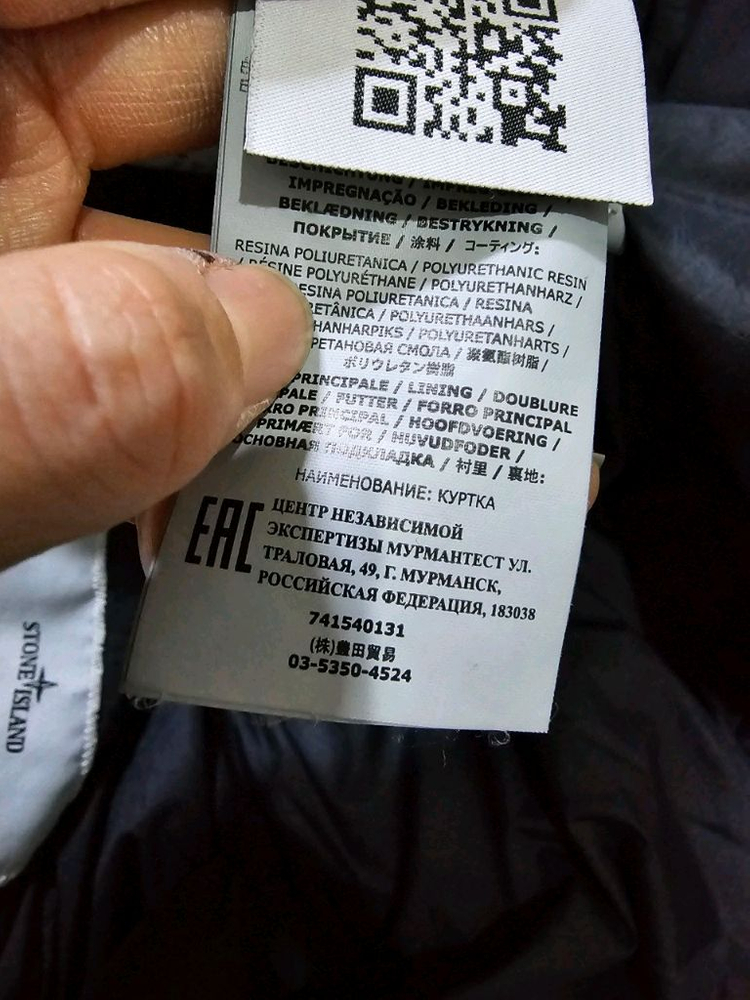 IMPREGNAÇÃO / BEKLEDING /
BEKLÆDNING / BESTRYKNING /
ПОКРЫТИЕ / 涂料 / コーティング:
RESINA POLIURETANICA / POLYURETHANIC RESIN
/ RÉSINE POLYURÉTHANE / POLYURETHANHARZ /
RESINA POLIURETANICA / RESINA
/ POLYURETHAANHARS /
/ POLYURETANHARTS /
СМОЛА / 聚氨酯树脂 /
ポリウレタン樹脂
PRINCIPALE / LINING / DOUBLURE
/ FUTTER / FORRO PRINCIPAL
PRINCIPAL / HOOFDVOERING /
PRIMÆRT FOR / HUVUDFODER /
ОСНОВНАЯ ПОДКЛАДКА / 衬里 / 裏地:
НАИМЕНОВАНИЕ: КУРТКА
EAC
ЦЕНТР НЕЗАВИСИМОЙ
ЭКСПЕРТИЗЫ МУРМАНТЕСТ УЛ.
ТРАЛОВАЯ, 49, Г. МУРМАНСК,
РОССИЙСКАЯ ФЕДЕРАЦИЯ, 183038
741540131
(株)豊田貿易
03-5350-4524
STONE ISLAND